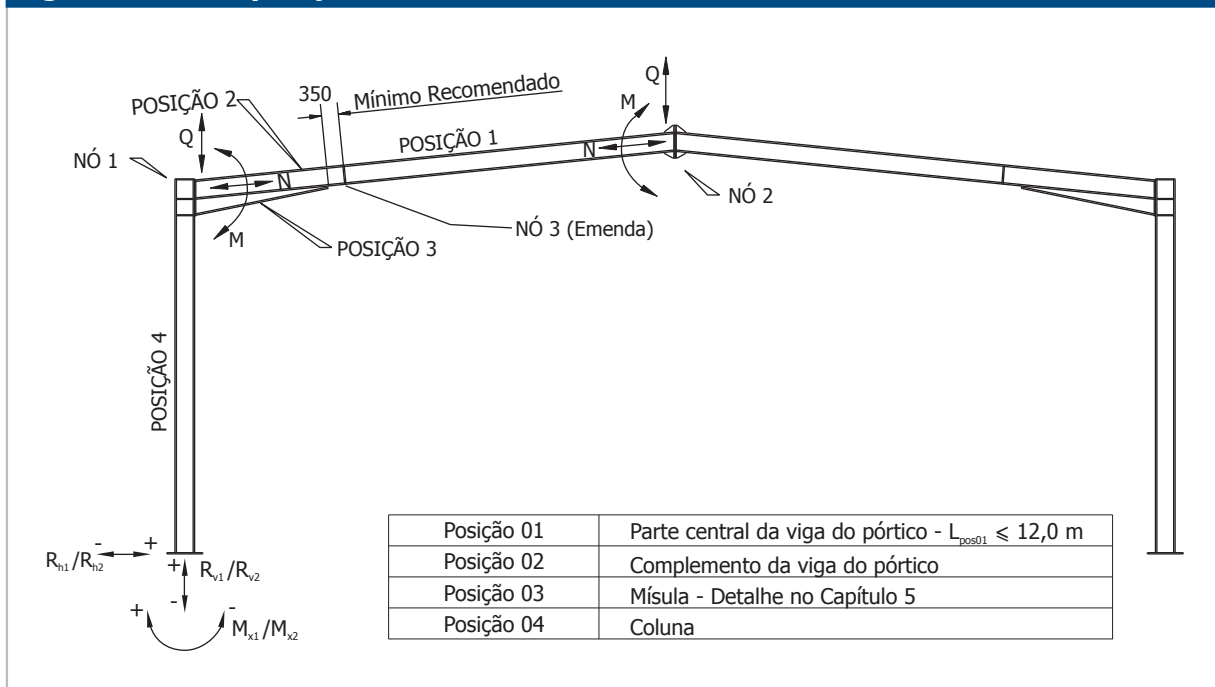 350
Mínimo Recomendado
POSIÇÃO 2
Q
Q
M
NÓ 1
POSIÇÃO 1
N
N
NÓ 2
M
NÓ 3 (Emenda)
POSIÇÃO 3
POSIÇÃO 4
- +
Rh1/Rh2
+ Rv1/Rv2
-
+ -
Mx1/Mx2
Posição 01 Parte central da viga do pórtico - Lpos01 ⩽ 12,0 m
Posição 02 Complemento da viga do pórtico
Posição 03 Mísula - Detalhe no Capítulo 5
Posição 04 Coluna